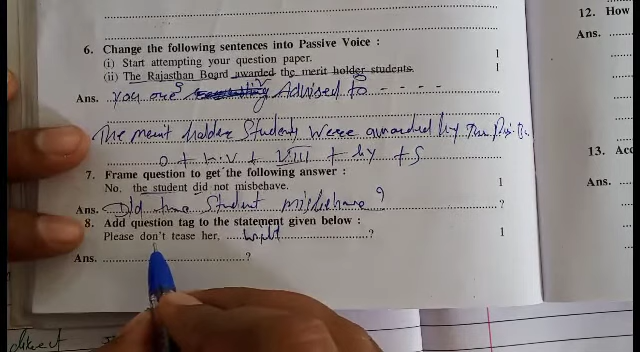 6. Change the following sentences into Passive Voice :
(i) Start attempting your question paper. 1
(ii) The Rajasthan Board awarded the merit holder students. 1
Ans. You are Advised to - - - -
The merit holder Students were awarded by The
O + h.v + VIII + by + S
7. Frame question to get the following answer :
No, the student did not misbehave. 1
Ans. Did the Student misbehave ? ?
8. Add question tag to the statement given below :
Please don't tease her, ? 1
Ans. ?
12. How
Ans.
13. Acc
Ans.
direct